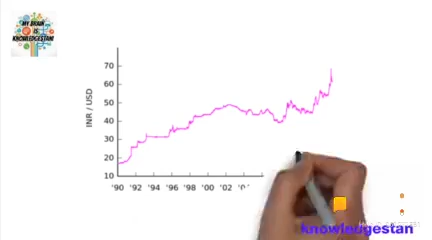 MY BRAIN
IS
KNOWLEDGESTAN!
INR / USD
70
60
50
40
30
20
10
'90 '92 '94 '96 '98 '00 '02
knowledgestan